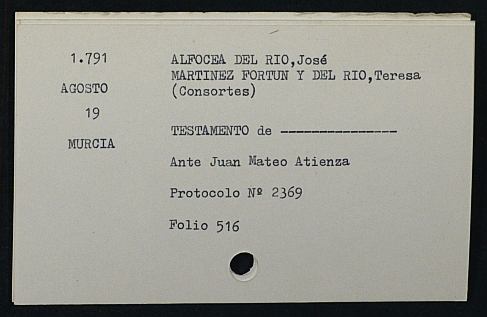 1.791
AGOSTO
19
MURCIA
ALFOCEA DEL RIO,José
MARTINEZ FORTUN Y DEL RIO,Teresa
(Consortes)
TESTAMENTO de ---------------
Ante Juan Mateo Atienza
Protocolo Nº 2369
Folio 516